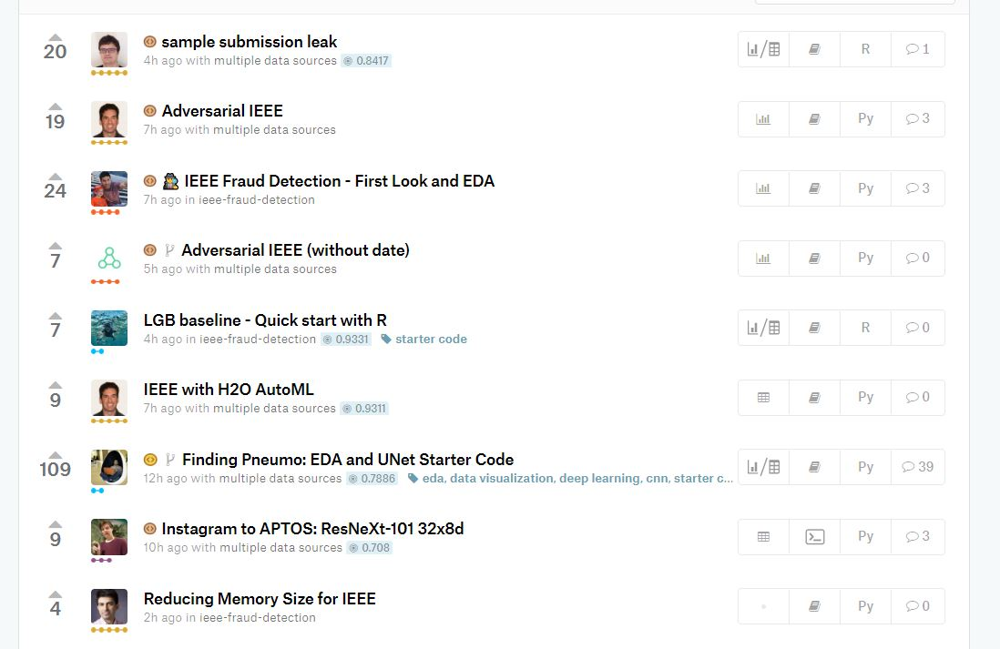 20
sample submission leak
4h ago with multiple data sources 0.8417
R
1
19
Adversarial IEEE
7h ago with multiple data sources
Py
3
24
IEEE Fraud Detection - First Look and EDA
7h ago in ieee-fraud-detection
Py
3
7
Adversarial IEEE (without date)
5h ago with multiple data sources
Py
0
7
LGB baseline - Quick start with R
4h ago in ieee-fraud-detection 0.9331 starter code
R
0
9
IEEE with H2O AutoML
7h ago with multiple data sources 0.9311
Py
0
109
Finding Pneumo: EDA and UNet Starter Code
12h ago with multiple data sources 0.7886 eda, data visualization, deep learning, cnn, starter c...
Py
39
9
Instagram to APTOS: ResNeXt-101 32x8d
10h ago with multiple data sources 0.708
Py
3
4
Reducing Memory Size for IEEE
2h ago in ieee-fraud-detection
Py
0